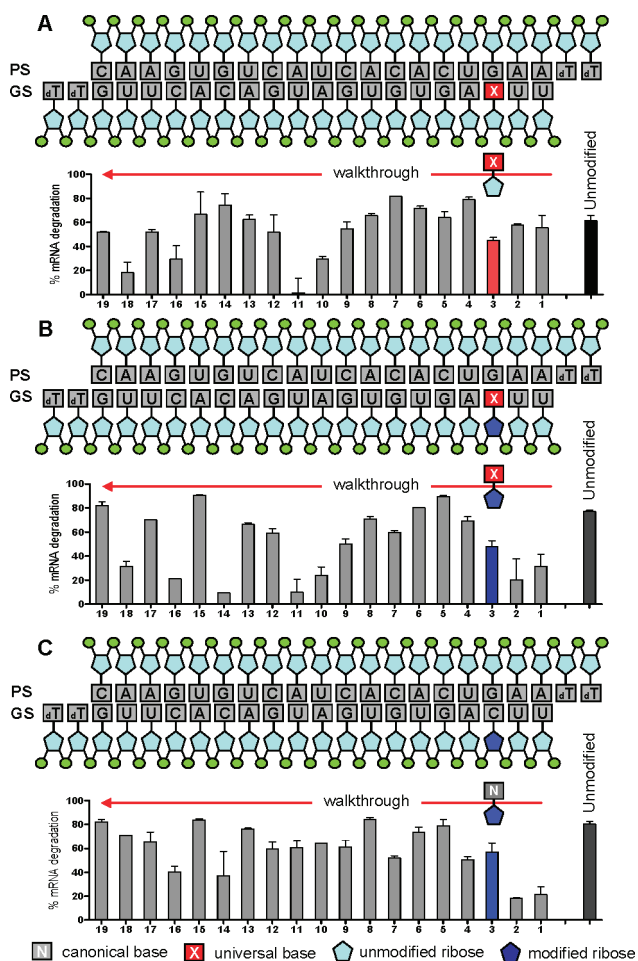 A
PS C A A G U G U C A U C A C A C U G A A dT dT
GS dT dT G U U C A C A G U A G U G U G A X U U
walkthrough X
Unmodified
% mRNA degradation
100
80
60
40
20
0
19 18 17 16 15 14 13 12 11 10 9 8 7 6 5 4 3 2 1
B
PS C A A G U G U C A U C A C A C U G A A dT dT
GS dT dT G U U C A C A G U A G U G U G A X U U
walkthrough X
Unmodified
% mRNA degradation
100
80
60
40
20
0
19 18 17 16 15 14 13 12 11 10 9 8 7 6 5 4 3 2 1
C
PS C A A G U G U C A U C A C A C U G A A dT dT
GS dT dT G U U C A C A G U A G U G U G A C U U
walkthrough N
Unmodified
% mRNA degradation
100
80
60
40
20
0
19 18 17 16 15 14 13 12 11 10 9 8 7 6 5 4 3 2 1
N canonical base X universal base unmodified ribose modified ribose